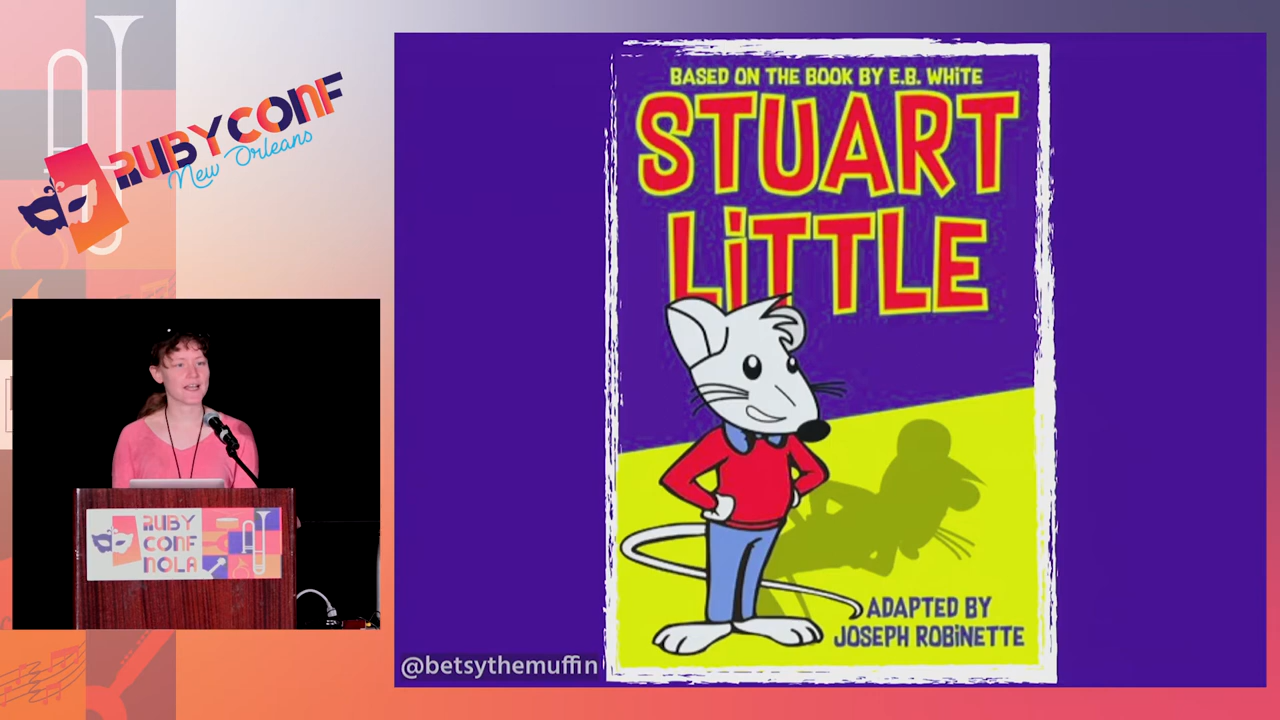 RUBYCONF
New Orleans
BASED ON THE BOOK BY E.B. WHiTE
STUART
LiTTLE
ADAPTED BY
JOSEPH ROBiNETTE
@betsythemuffin
RUBY
CONF
NOLA